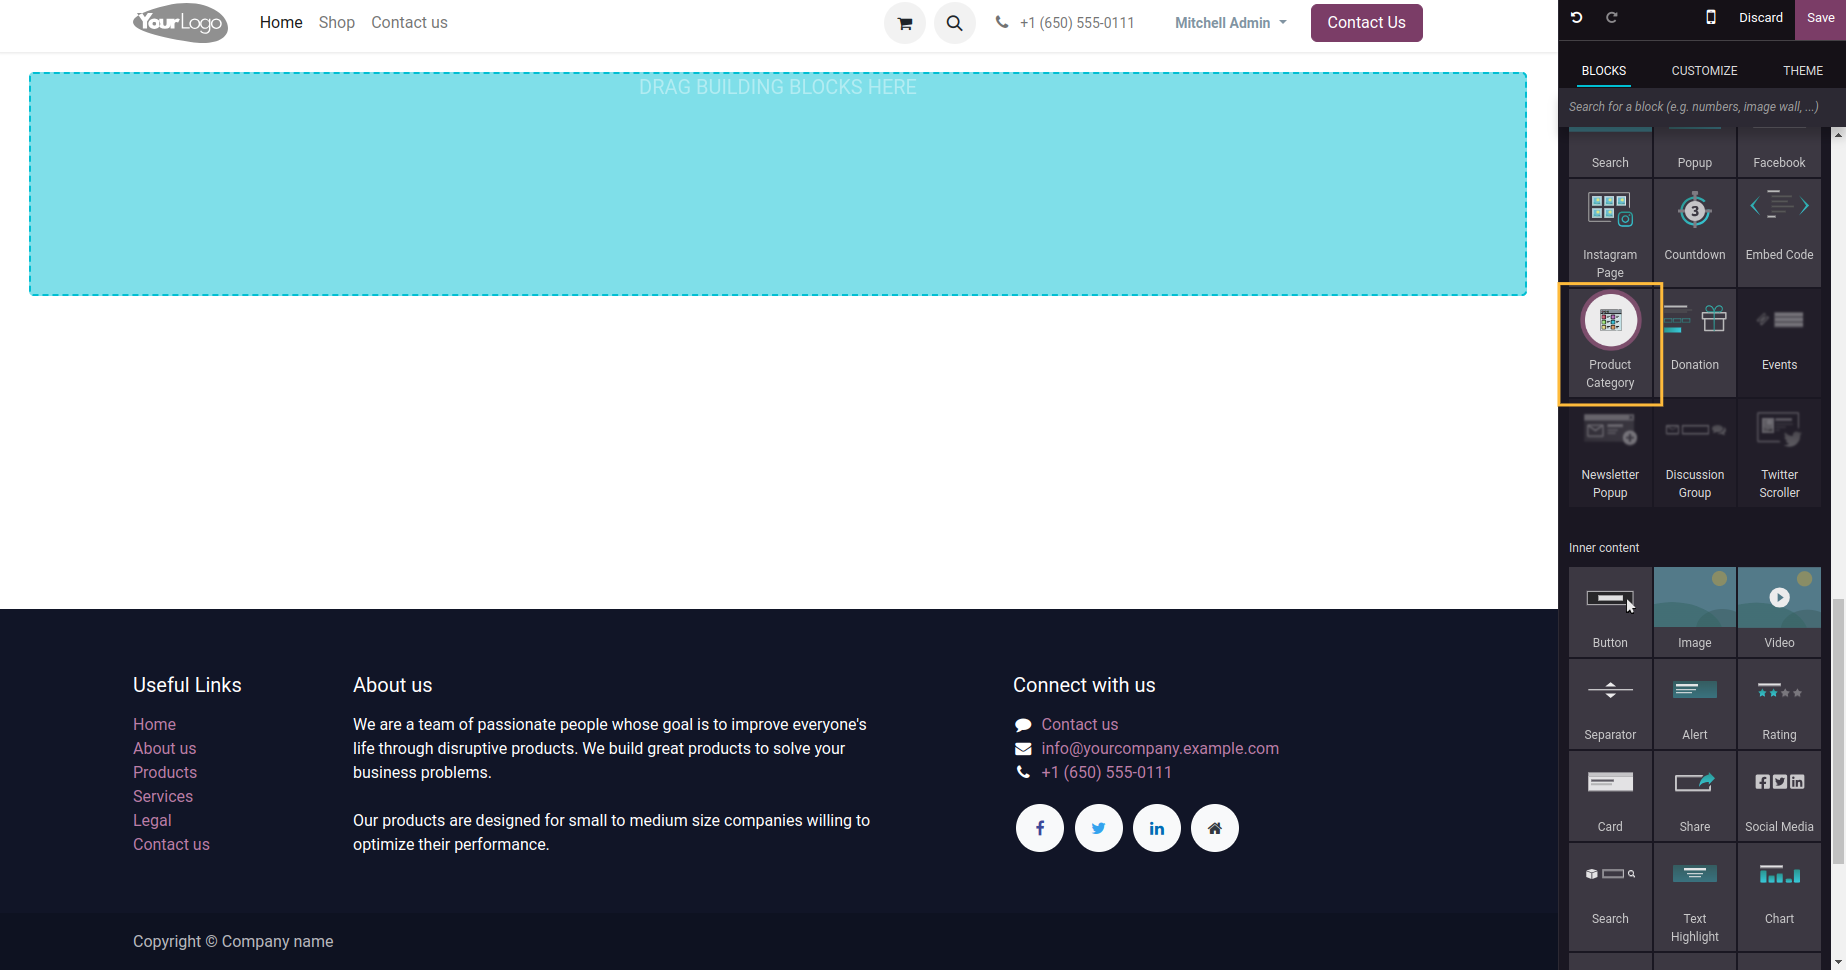 YourLogo
Home Shop Contact us
+1 (650) 555-0111
Mitchell Admin
Contact Us
Discard Save
BLOCKS CUSTOMIZE THEME
Search for a block (e.g. numbers, image wall, ...)
DRAG BUILDING BLOCKS HERE
Search Popup Facebook
3
Instagram
Page
Countdown
Embed Code
Product
Category
Donation
Events
Newsletter
Popup
Discussion
Group
Twitter
Scroller
Inner content
Button Image Video
Separator Alert Rating
Card Share Social Media
Search
Text
Highlight
Chart
Useful Links
Home
About us
Products
Services
Legal
Contact us
About us
We are a team of passionate people whose goal is to improve everyone's
life through disruptive products. We build great products to solve your
business problems.
Our products are designed for small to medium size companies willing to
optimize their performance.
Connect with us
Contact us
info@yourcompany.example.com
+1 (650) 555-0111
Copyright © Company name